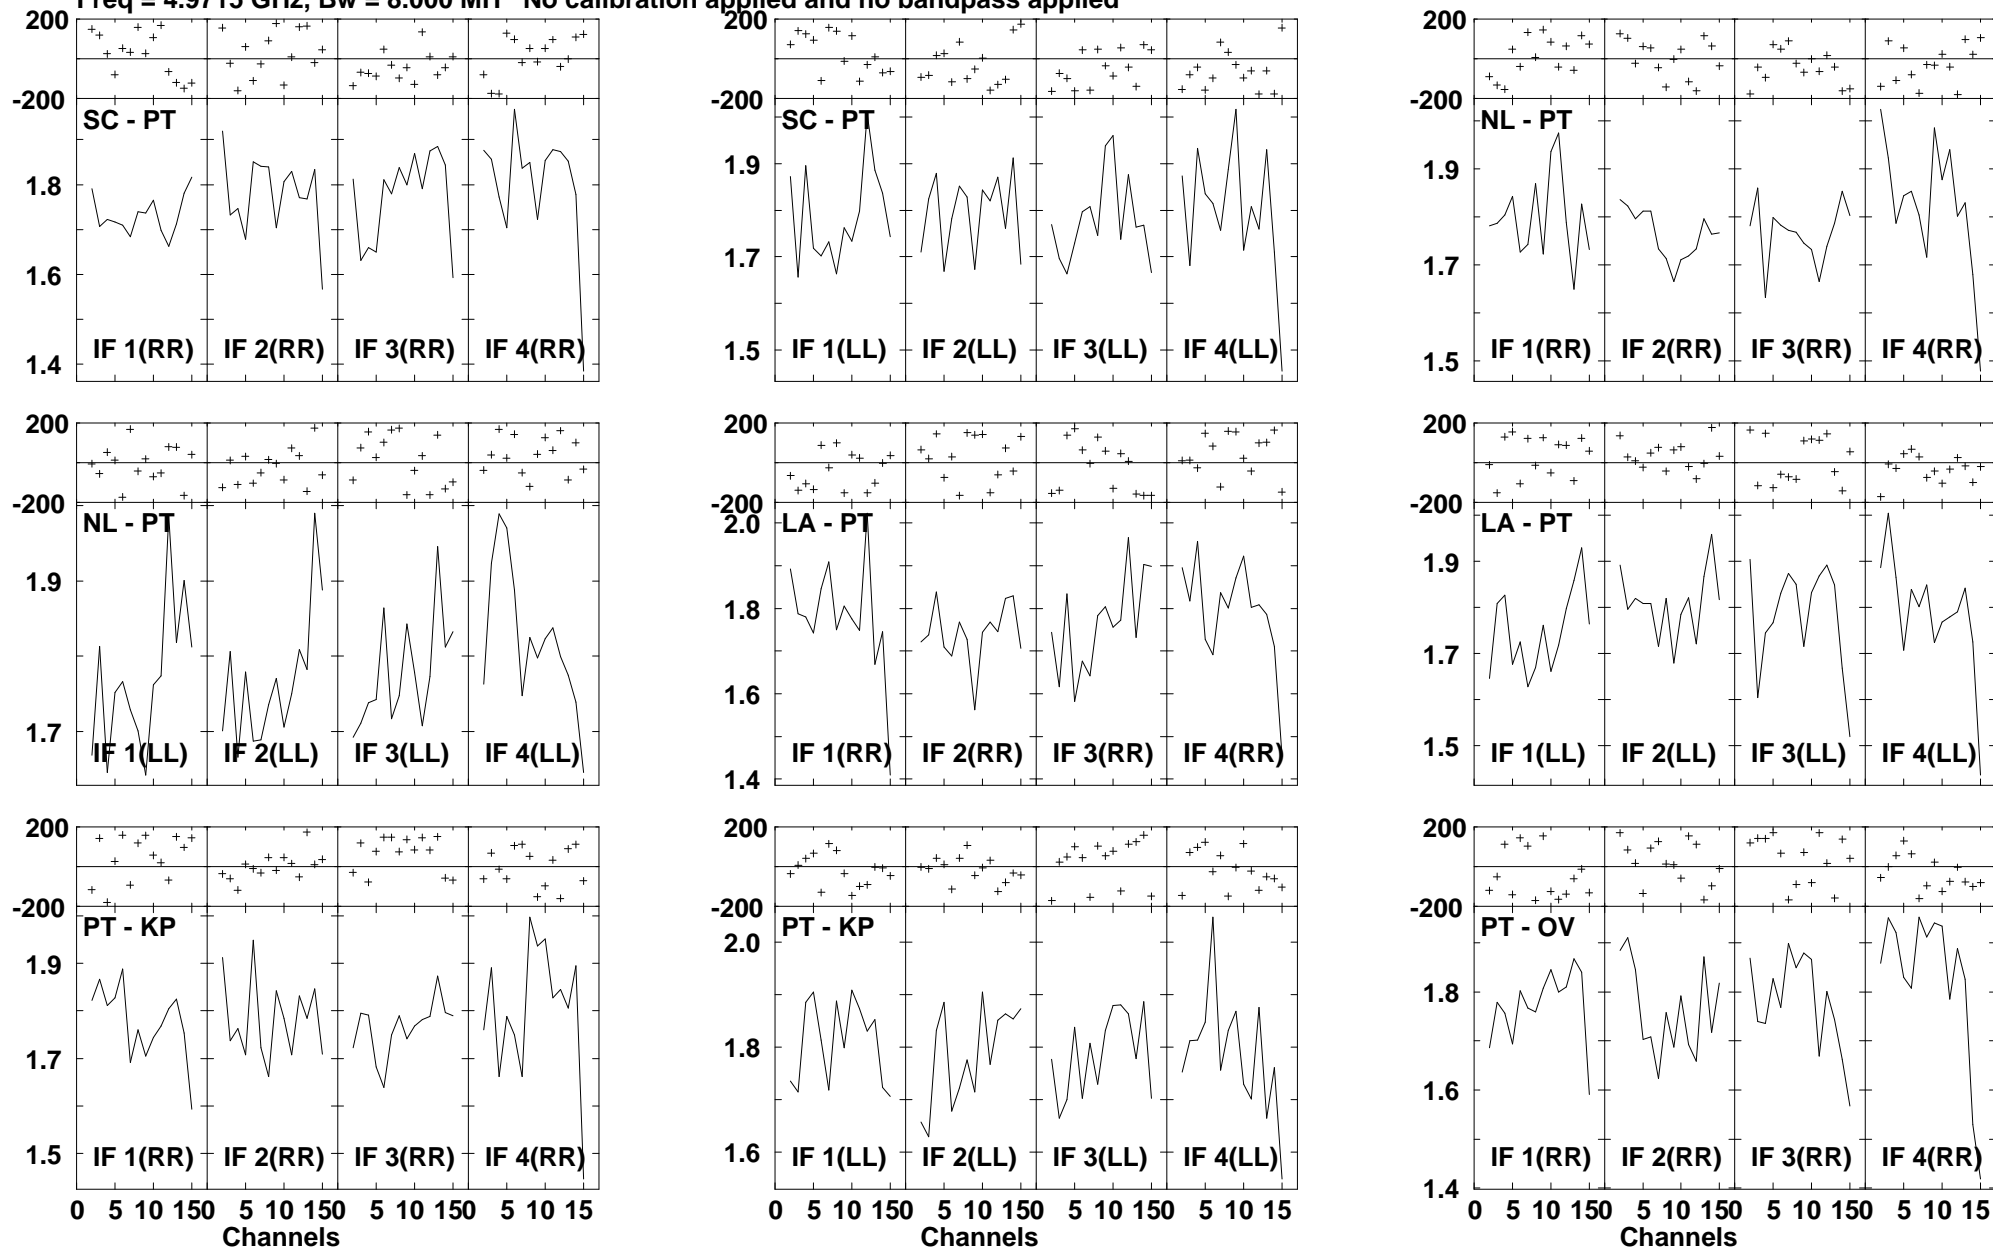 Freq = 4.9715 GHz, Bw = 8.000 MH No calibration applied and no bandpass applied
200 200 200
-200 -200 -200
SC - PT SC - PT NL - PT
1.8 1.9 1.9
1.6 1.7 1.7
1.4 1.5 1.5
IF 1(RR) IF 2(RR) IF 3(RR) IF 4(RR) IF 1(LL) IF 2(LL) IF 3(LL) IF 4(LL) IF 1(RR) IF 2(RR) IF 3(RR) IF 4(RR)
200 200 200
-200 -200 -200
NL - PT LA - PT LA - PT
1.9 2.0 1.9
1.7 1.8 1.7
1.6 1.5
1.4
IF 1(LL) IF 2(LL) IF 3(LL) IF 4(LL) IF 1(RR) IF 2(RR) IF 3(RR) IF 4(RR) IF 1(LL) IF 2(LL) IF 3(LL) IF 4(LL)
200 200 200
-200 -200 -200
PT - KP PT - KP PT - OV
1.9 2.0 1.8
1.7 1.8 1.6
1.5 1.6 1.4
IF 1(RR) IF 2(RR) IF 3(RR) IF 4(RR) IF 1(LL) IF 2(LL) IF 3(LL) IF 4(LL) IF 1(RR) IF 2(RR) IF 3(RR) IF 4(RR)
0 5 10 150 5 10 150 5 10 150 5 10 15 0 5 10 150 5 10 150 5 10 150 5 10 15 0 5 10 150 5 10 150 5 10 150 5 10 15
Channels Channels Channels